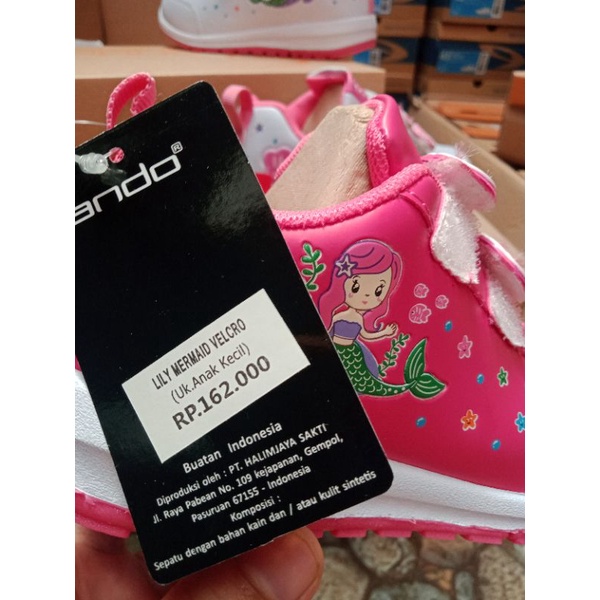 ando®
LILY MERMAID VELCRO
(Uk.Anak Kecil)
RP.162.000
Buatan Indonesia
Diproduksi oleh : PT. HALIMJAYA SAKTI
Jl. Raya Pabean No. 109 kejapanan, Gempol,
Pasuruan 67155 - Indonesia
Komposisi :
Sepatu dengan bahan kain dan / atau kulit sintetis